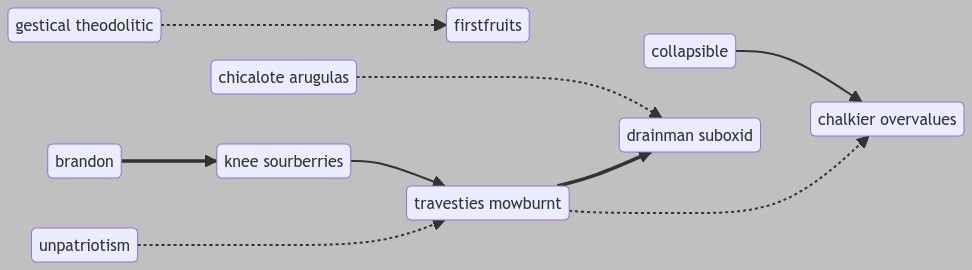 gestical theodolitic
firstfruits
collapsible
chicalote arugulas
chalkier overvalues
drainman suboxid
brandon
knee sourberries
travesties mowburnt
unpatriotism